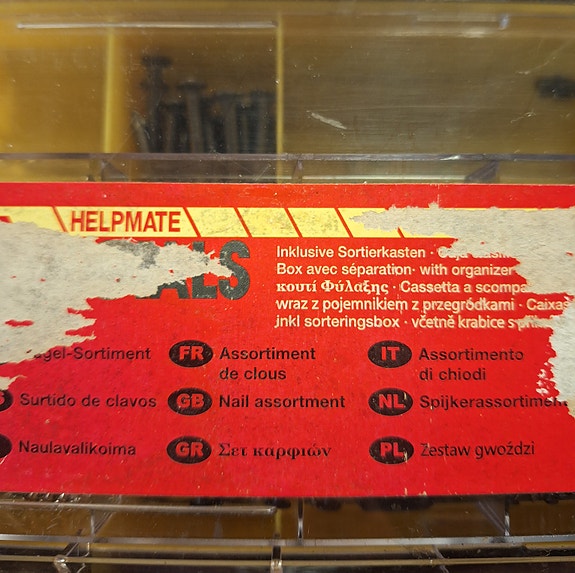 HELPMATE
ALS
Inklusive Sortierkasten ·
Box avec séparation · with organizer
κουτί Φύλαξης · Cassetta a scompa
wraz z pojemnikiem z przegródkami · Caixa
inkl sorteringsbox · včetně krabice s
gel-Sortiment
FR Assortiment
de clous
IT Assortimento
di chiodi
S Surtido de clavos
GB Nail assortment
NL Spijkerassortiment
Naulavalikoima
GR Σετ καρφιών
PL Zestaw gwoździ